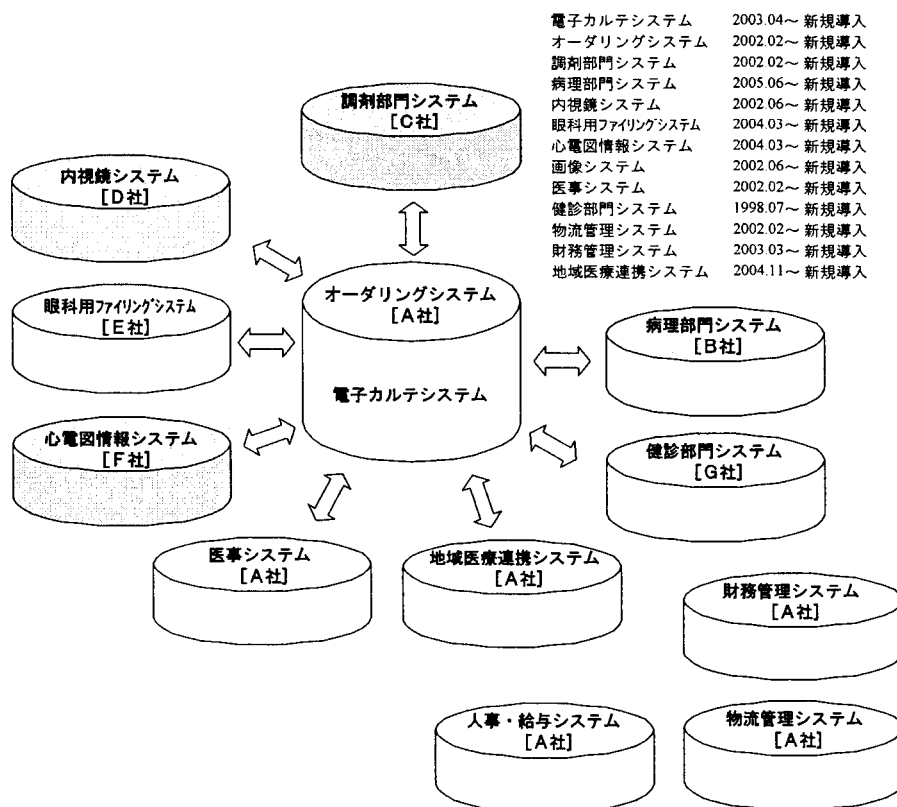 電子カルテシステム 2003.04～ 新規導入
オーダリングシステム 2002.02～ 新規導入
調剤部門システム 2002.02～ 新規導入
病理部門システム 2005.06～ 新規導入
内視鏡システム 2002.06～ 新規導入
眼科用ファイリングシステム 2004.03～ 新規導入
心電図情報システム 2004.03～ 新規導入
画像システム 2002.06～ 新規導入
医事システム 2002.02～ 新規導入
健診部門システム 1998.07～ 新規導入
物流管理システム 2002.02～ 新規導入
財務管理システム 2003.03～ 新規導入
地域医療連携システム 2004.11～ 新規導入
調剤部門システム
［C社］
内視鏡システム
［D社］
オーダリングシステム
［A社］
電子カルテシステム
眼科用ファイリングシステム
［E社］
病理部門システム
［B社］
心電図情報システム
［F社］
健診部門システム
［G社］
医事システム
［A社］
地域医療連携システム
［A社］
財務管理システム
［A社］
人事・給与システム
［A社］
物流管理システム
［A社］